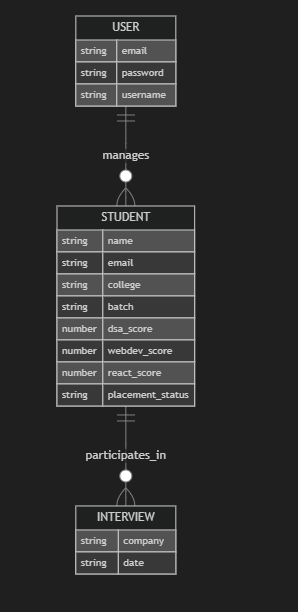 USER
string email
string password
string username
manages
STUDENT
string name
string email
string college
string batch
number dsa_score
number webdev_score
number react_score
string placement_status
participates_in
INTERVIEW
string company
string date